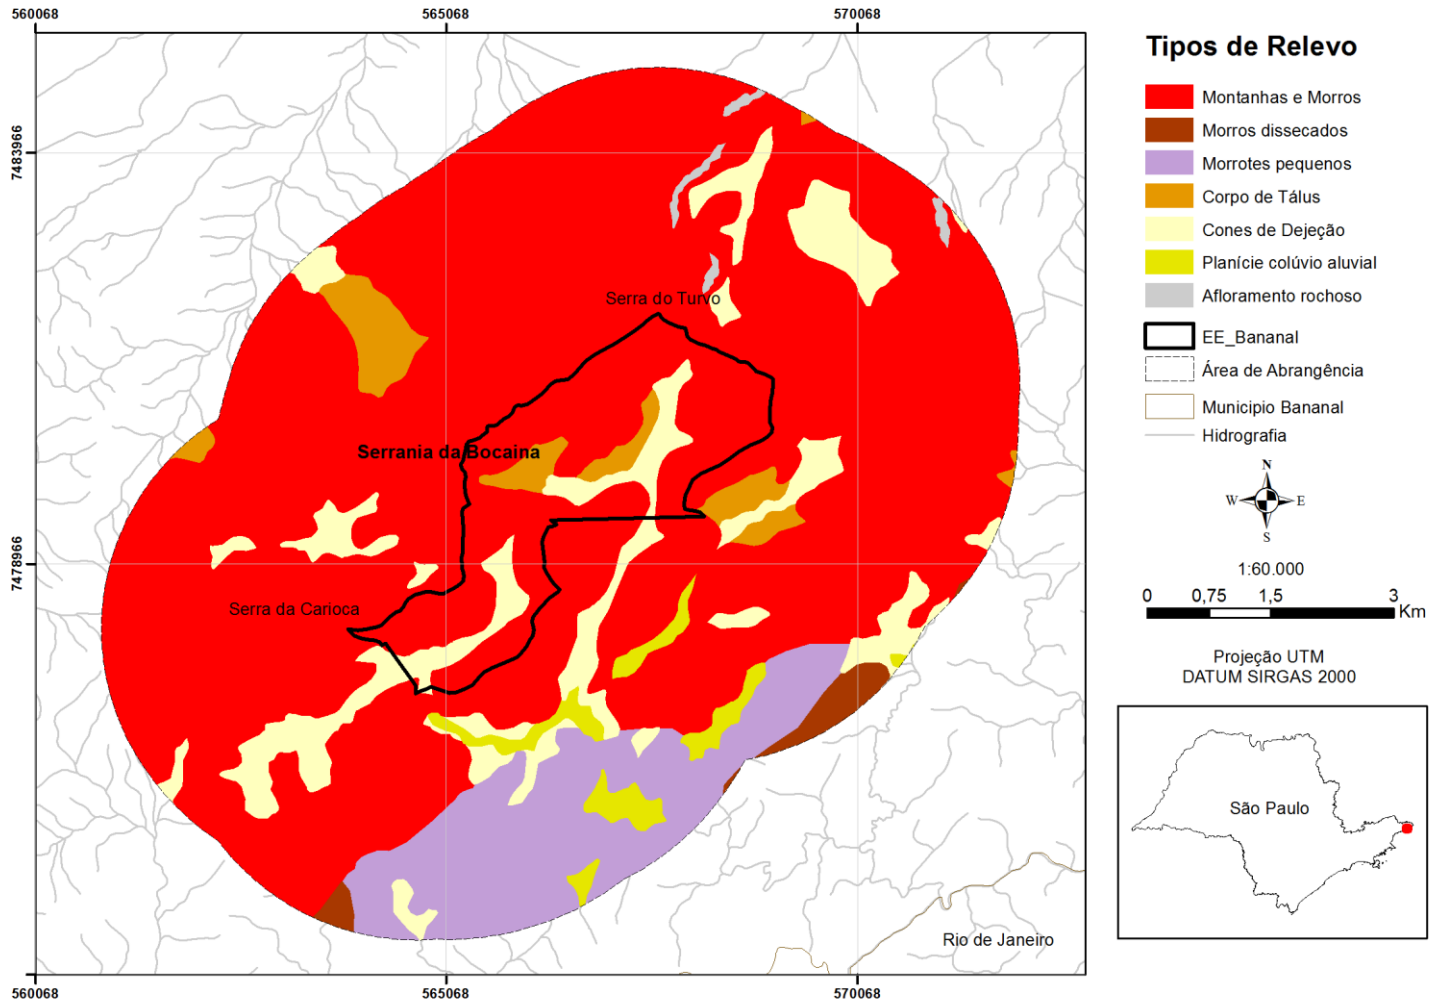 560068
565068
570068
7483966
7478966
Serra do Turvo
Serrania da Bocaina
Serra da Carioca
Rio de Janeiro
560068
565068
570068
Tipos de Relevo
Montanhas e Morros
Morros dissecados
Morrotes pequenos
Corpo de Tálus
Cones de Dejeção
Planície colúvio aluvial
Afloramento rochoso
EE_Bananal
Área de Abrangência
Municipio Bananal
Hidrografia
N
W E
S
1:60.000
0 0,75 1,5 3
Km
Projeção UTM
DATUM SIRGAS 2000
São Paulo